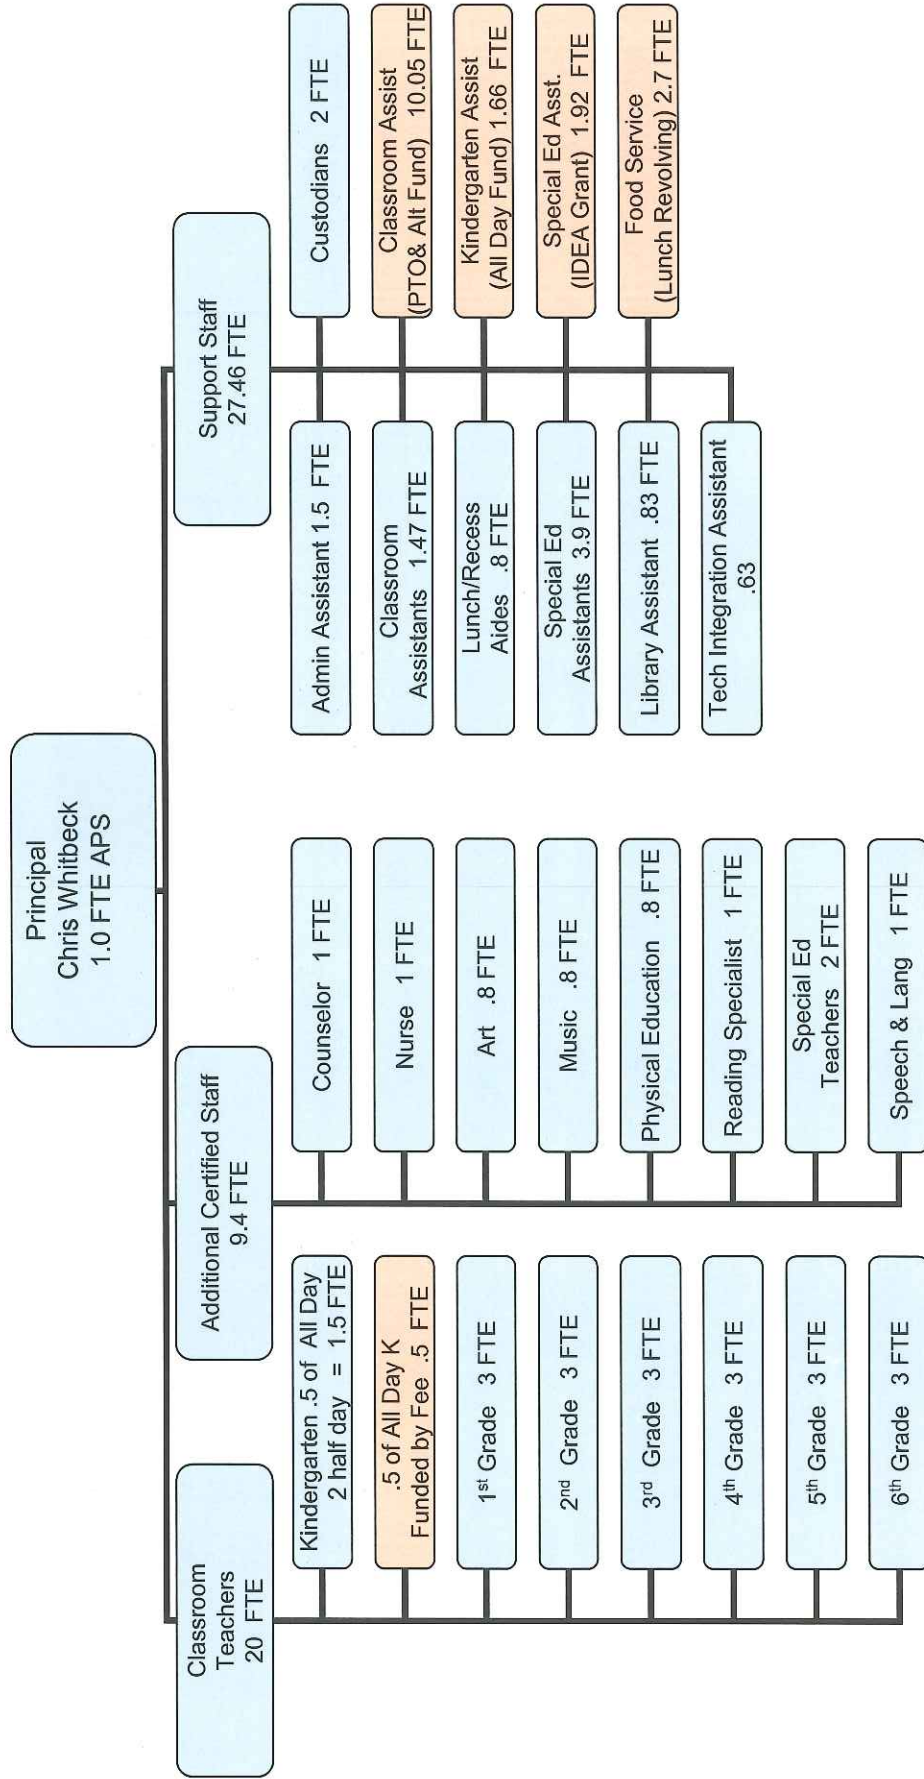 Principal
Chris Whitbeck
1.0 FTE APS
Classroom
Teachers
20 FTE
Kindergarten .5 of All Day
2 half day = 1.5 FTE
.5 of All Day K
Funded by Fee .5 FTE
1st Grade 3 FTE
2nd Grade 3 FTE
3rd Grade 3 FTE
4th Grade 3 FTE
5th Grade 3 FTE
6th Grade 3 FTE
Additional Certified Staff
9.4 FTE
Counselor 1 FTE
Nurse 1 FTE
Art .8 FTE
Music .8 FTE
Physical Education .8 FTE
Reading Specialist 1 FTE
Special Ed
Teachers 2 FTE
Speech & Lang 1 FTE
Support Staff
27.46 FTE
Admin Assistant 1.5 FTE
Classroom
Assistants 1.47 FTE
Lunch/Recess
Aides .8 FTE
Special Ed
Assistants 3.9 FTE
Library Assistant .83 FTE
Tech Integration Assistant
.63
Custodians 2 FTE
Classroom Assist
(PTO& Alt Fund) 10.05 FTE
Kindergarten Assist
(All Day Fund) 1.66 FTE
Special Ed Asst.
(IDEA Grant) 1.92 FTE
Food Service
(Lunch Revolving) 2.7 FTE